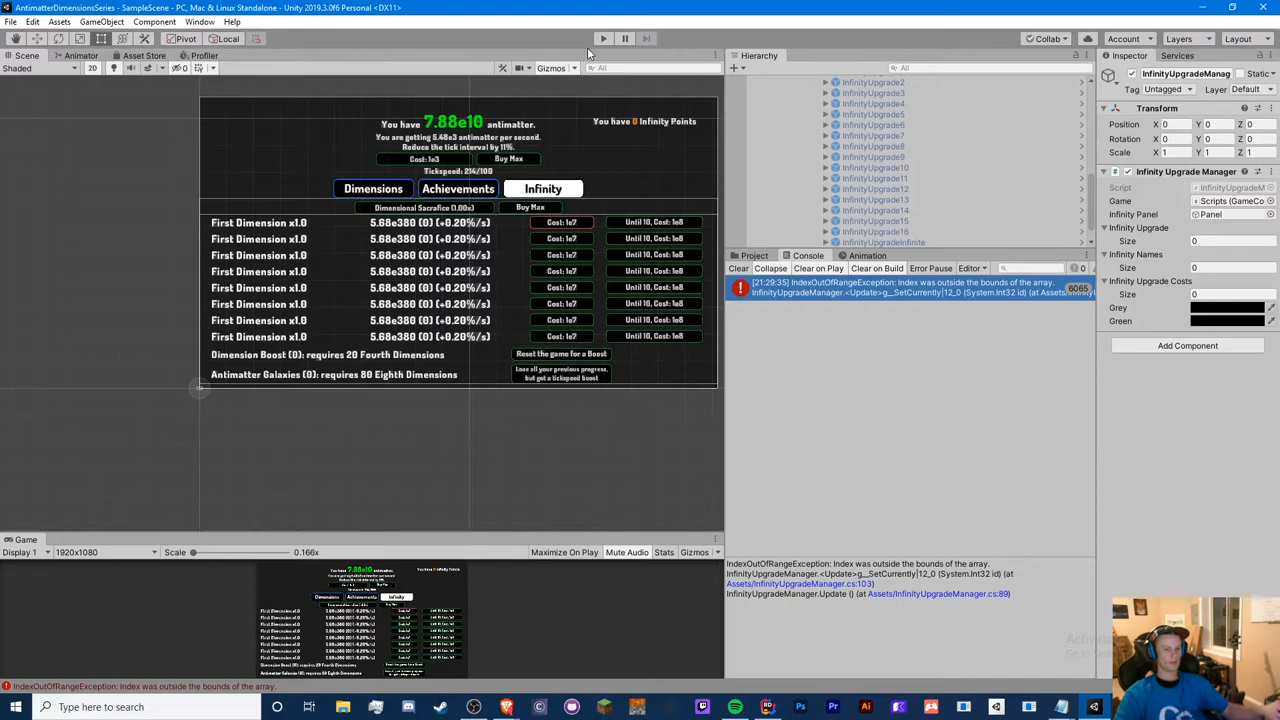 AntimatterDimensionsSeries - SampleScene - PC, Mac & Linux Standalone - Unity 2019.3.0f6 Personal <DX11>
File Edit Assets GameObject Component Window Help
Pivot Local Collab Account Layers Layout
Scene Animator Asset Store Profiler
Shaded 2D 0 Gizmos All
You have 7.88e10 antimatter.
You have 0 Infinity Points
You are getting 5.48e3 antimatter per second.
Reduce the tick interval by 11%.
Cost: 1e3 Buy Max
Tickspeed: 214/100
Dimensions Achievements Infinity
Dimensional Sacrafice (1.00x) Buy Max
First Dimension x1.0 5.68e380 (0) (+0.20%/s) Cost: 1e7 Until 10, Cost: 1e8
First Dimension x1.0 5.68e380 (0) (+0.20%/s) Cost: 1e7 Until 10, Cost: 1e8
First Dimension x1.0 5.68e380 (0) (+0.20%/s) Cost: 1e7 Until 10, Cost: 1e8
First Dimension x1.0 5.68e380 (0) (+0.20%/s) Cost: 1e7 Until 10, Cost: 1e8
First Dimension x1.0 5.68e380 (0) (+0.20%/s) Cost: 1e7 Until 10, Cost: 1e8
First Dimension x1.0 5.68e380 (0) (+0.20%/s) Cost: 1e7 Until 10, Cost: 1e8
First Dimension x1.0 5.68e380 (0) (+0.20%/s) Cost: 1e7 Until 10, Cost: 1e8
First Dimension x1.0 5.68e380 (0) (+0.20%/s) Cost: 1e7 Until 10, Cost: 1e8
Dimension Boost (0): requires 20 Fourth Dimensions Reset the game for a Boost
Antimatter Galaxies (0): requires 80 Eighth Dimensions Lose all your previous progress,
but get a tickspeed boost
Game
Display 1 1920x1080 Scale 0.166x Maximize On Play Mute Audio Stats Gizmos
Hierarchy
All
InfinityUpgrade2
InfinityUpgrade3
InfinityUpgrade4
InfinityUpgrade5
InfinityUpgrade6
InfinityUpgrade7
InfinityUpgrade8
InfinityUpgrade9
InfinityUpgrade10
InfinityUpgrade11
InfinityUpgrade12
InfinityUpgrade13
InfinityUpgrade14
InfinityUpgrade15
InfinityUpgrade16
InfinityUpgradeInfinite
Project Console Animation
Clear Collapse Clear on Play Clear on Build Error Pause Editor 0
[21:29:35] IndexOutOfRangeException: Index was outside the bounds of the array.
InfinityUpgradeManager.<Update>g__SetCurrently|12_0 (System.Int32 id) (at Assets/Infinity
6065
IndexOutOfRangeException: Index was outside the bounds of the array.
InfinityUpgradeManager.<Update>g__SetCurrently|12_0 (System.Int32 id) (at
Assets/InfinityUpgradeManager.cs:103)
InfinityUpgradeManager.Update () (at Assets/InfinityUpgradeManager.cs:89)
Inspector Services
InfinityUpgradeManag Static
Tag Untagged Layer Default
Transform
Position X 0 Y 0 Z 0
Rotation X 0 Y 0 Z 0
Scale X 1 Y 1 Z 1
Infinity Upgrade Manager
Script InfinityUpgradeM
Game Scripts (GameCo
Infinity Panel Panel
Infinity Upgrade
Size 0
Infinity Names
Size 0
Infinity Upgrade Costs
Size 0
Grey
Green
Add Component
IndexOutOfRangeException: Index was outside the bounds of the array.
Type here to search